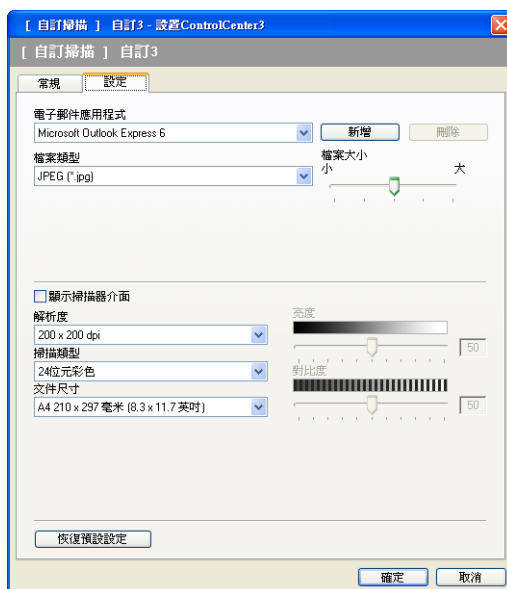 [ 自訂掃描 ] 自訂3 - 設置ControlCenter3
[ 自訂掃描 ] 自訂3
常規 設定
電子郵件應用程式
Microsoft Outlook Express 6 新增 刪除
檔案類型 檔案大小
JPEG (*.jpg) 小 大
顯示掃描器介面
解析度 亮度
200 x 200 dpi 50
掃描類型
24位元彩色 對比度
文件尺寸
A4 210 x 297 毫米 (8.3 x 11.7 英吋) 50
恢復預設設定
確定 取消